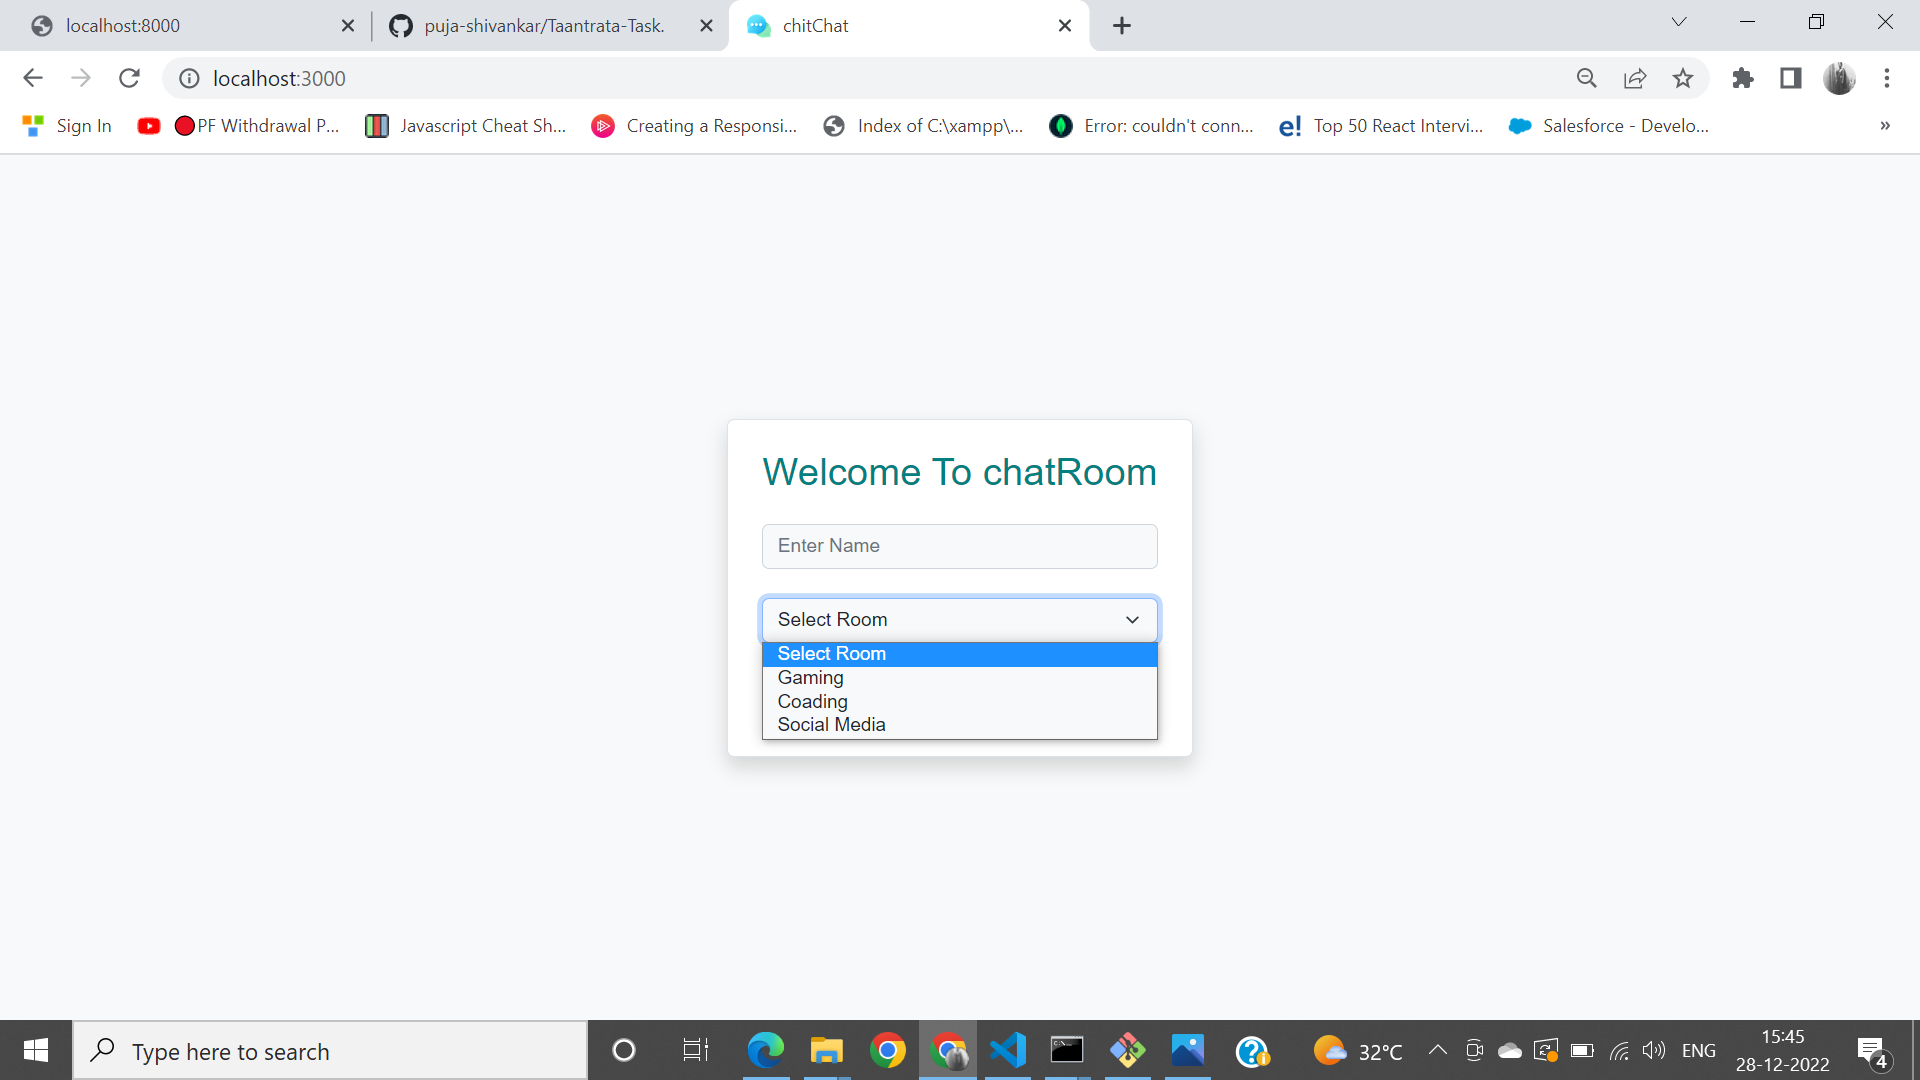 localhost:8000
puja-shivankar/Taantrata-Task.
chitChat
localhost:3000
Sign In
PF Withdrawal P...
Javascript Cheat Sh...
Creating a Responsi...
Index of C:\xampp\...
Error: couldn't conn...
e! Top 50 React Intervi...
Salesforce - Develo...
»
Welcome To chatRoom
Enter Name
Select Room
Select Room
Gaming
Coading
Social Media
Type here to search
32°C
ENG
15:45
28-12-2022
4